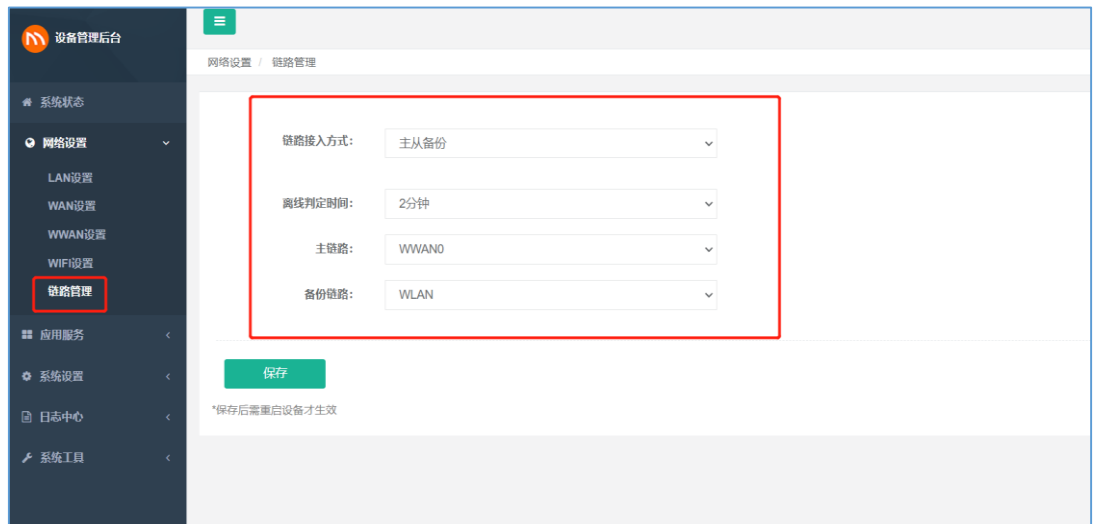 设备管理后台
网络设置 / 链路管理
系统状态
网络设置
LAN设置
WAN设置
WWAN设置
WIFI设置
链路管理
应用服务
系统设置
日志中心
系统工具
链路接入方式: 主从备份
离线判定时间: 2分钟
主链路: WWAN0
备份链路: WLAN
保存
*保存后需重启设备才生效